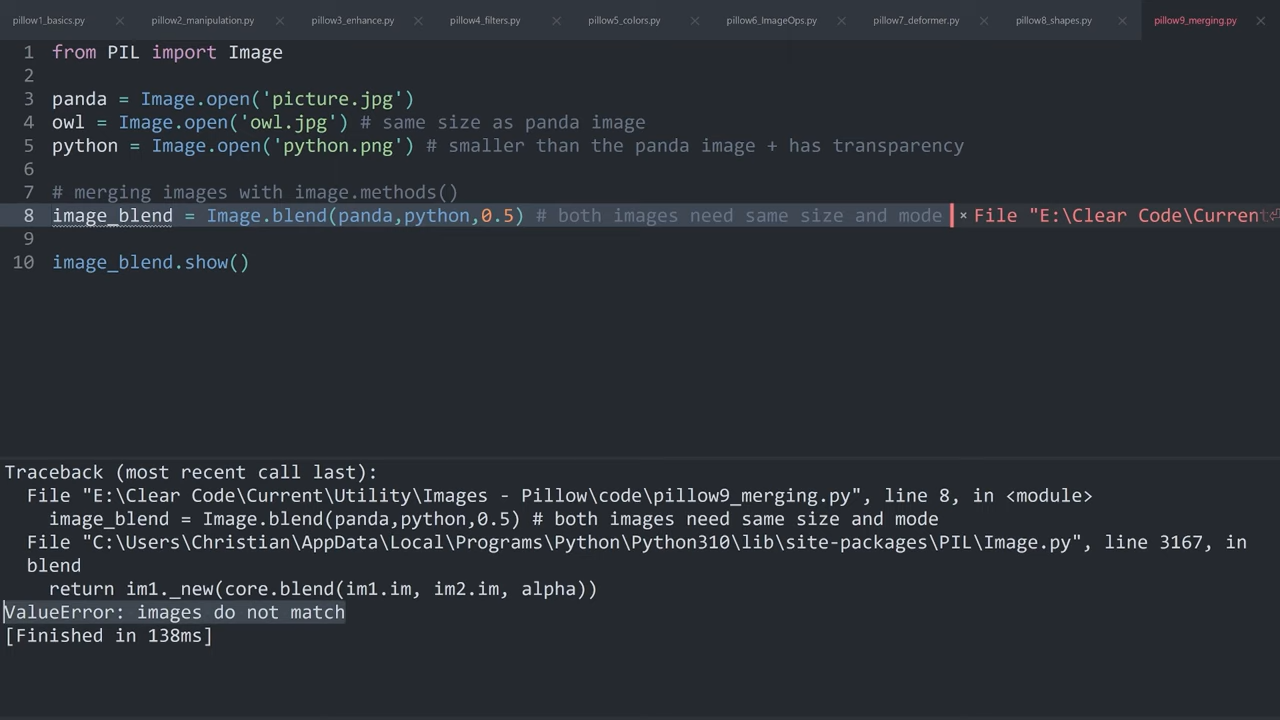 pillow1_basics.py × pillow2_manipulation.py × pillow3_enhance.py × pillow4_filters.py × pillow5_colors.py × pillow6_ImageOps.py × pillow7_deformer.py × pillow8_shapes.py × pillow9_merging.py ×
1 from PIL import Image
2
3 panda = Image.open('picture.jpg')
4 owl = Image.open('owl.jpg') # same size as panda image
5 python = Image.open('python.png') # smaller than the panda image + has transparency
6
7 # merging images with image.methods()
8 image_blend = Image.blend(panda,python,0.5) # both images need same size and mode × File "E:\Clear Code\Current
9
10 image_blend.show()
Traceback (most recent call last):
File "E:\Clear Code\Current\Utility\Images - Pillow\code\pillow9_merging.py", line 8, in <module>
image_blend = Image.blend(panda,python,0.5) # both images need same size and mode
File "C:\Users\Christian\AppData\Local\Programs\Python\Python310\lib\site-packages\PIL\Image.py", line 3167, in
blend
return im1._new(core.blend(im1.im, im2.im, alpha))
ValueError: images do not match
[Finished in 138ms]